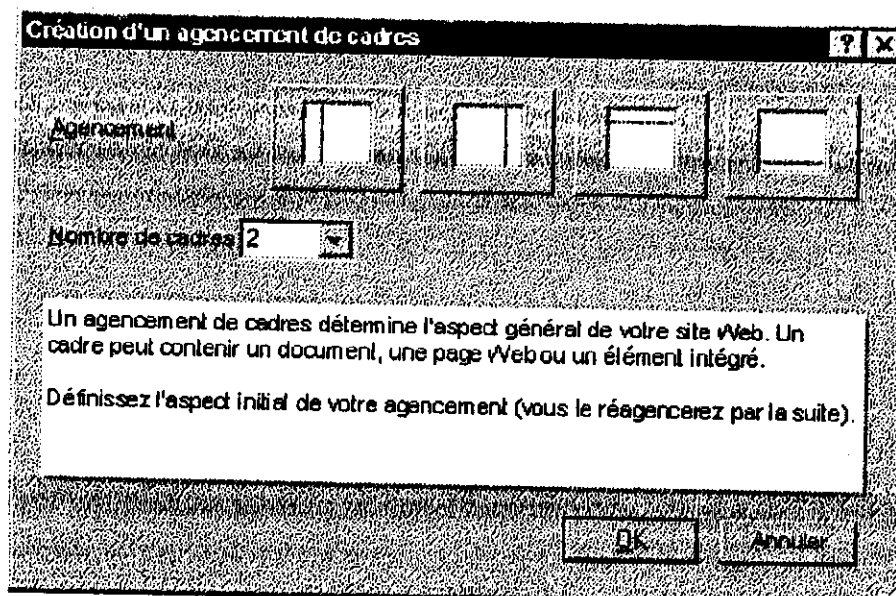 Création d'un agencement de cadres
Agencement
Nombre de cadres 2
Un agencement de cadres détermine l'aspect général de votre site Web. Un
cadre peut contenir un document, une page Web ou un élément intégré.
Définissez l'aspect initial de votre agencement (vous le réagencerez par la suite).
OK Annuler